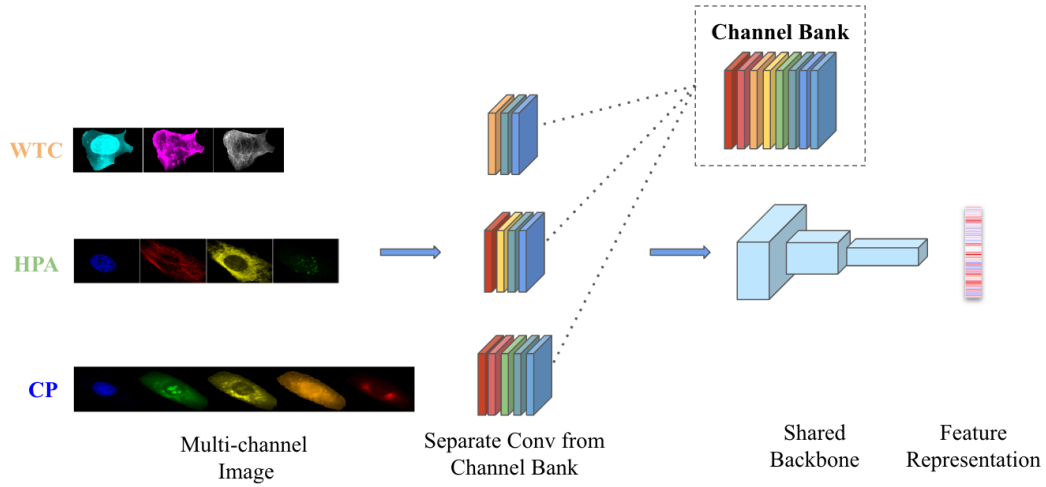 Channel Bank
WTC
HPA
CP
Multi-channel
Image
Separate Conv from
Channel Bank
Shared
Backbone
Feature
Representation